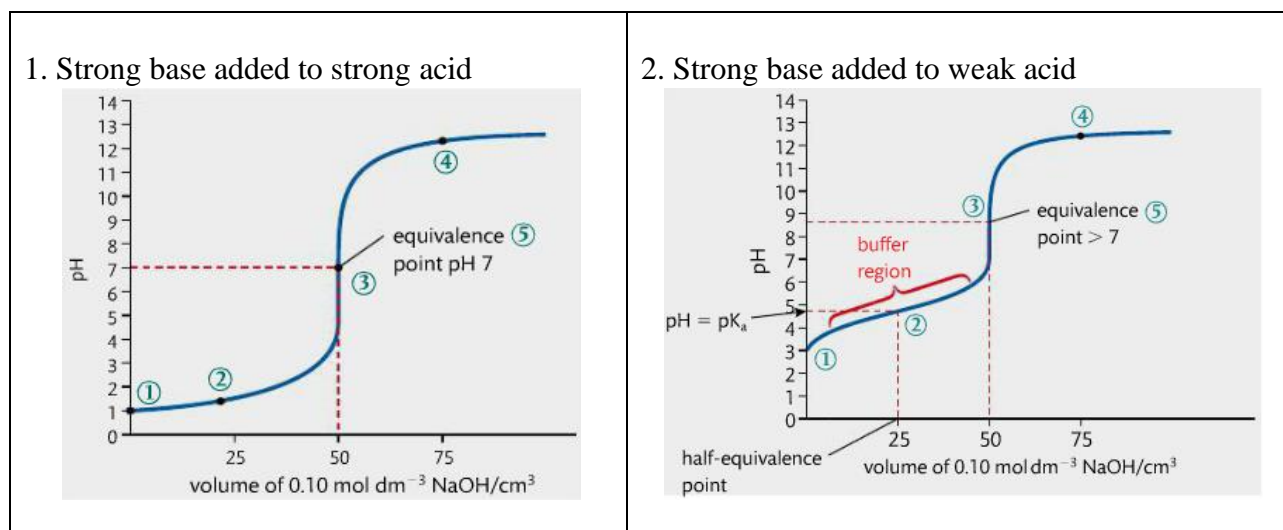 1. Strong base added to strong acid
14
13
12
11
10
9
8
7
6
5
4
3
2
1
0
pH
①
②
③
④
equivalence ⑤
point pH 7
25
50
75
volume of 0.10 mol dm⁻³ NaOH/cm³
2. Strong base added to weak acid
14
13
12
11
10
9
8
7
6
5
4
3
2
1
0
pH
④
③
equivalence ⑤
point > 7
buffer
region
pH = pKₐ
②
①
25
50
75
half-equivalence
point
volume of 0.10 mol dm⁻³ NaOH/cm³